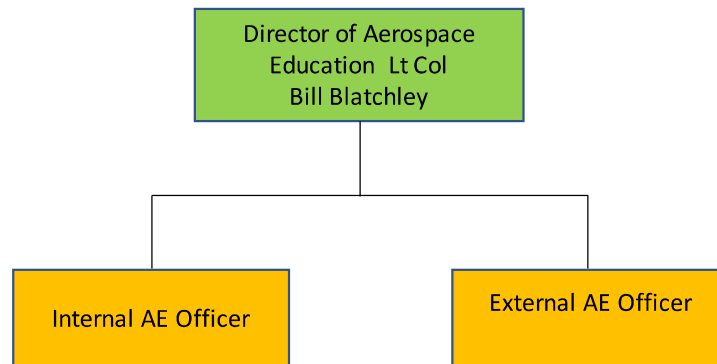 Director of Aerospace
Education  Lt Col
Bill Blatchley
Internal AE Officer
External AE Officer